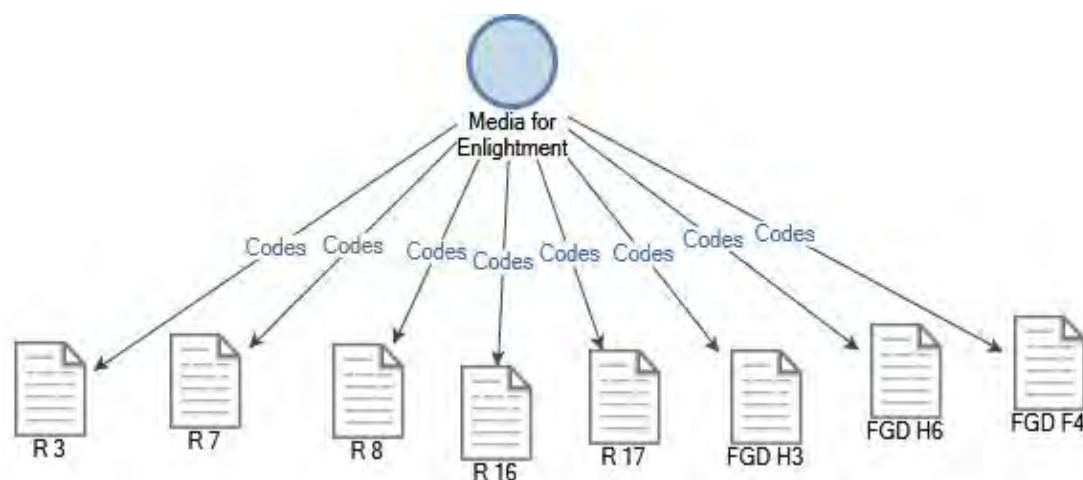 Media for
Enlightment
Codes
Codes
Codes
Codes
Codes
Codes
Codes
Codes
R 3
R 7
R 8
R 16
R 17
FGD H3
FGD H6
FGD F4